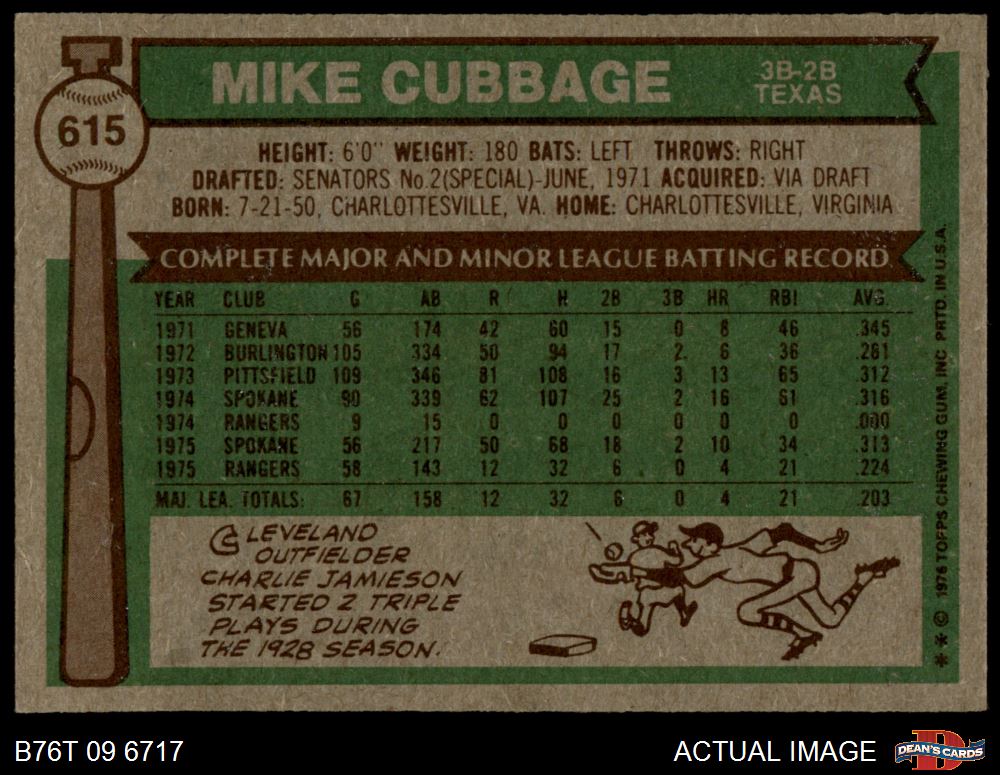 615
MIKE CUBBAGE
3B-2B
TEXAS
HEIGHT: 6'0" WEIGHT: 180 BATS: LEFT THROWS: RIGHT
DRAFTED: SENATORS No.2(SPECIAL)-JUNE, 1971 ACQUIRED: VIA DRAFT
BORN: 7-21-50, CHARLOTTESVILLE, VA. HOME: CHARLOTTESVILLE, VIRGINIA
COMPLETE MAJOR AND MINOR LEAGUE BATTING RECORD
YEAR CLUB G AB R H 2B 3B HR RBI AVG.
1971 GENEVA 56 174 42 60 15 0 8 46 .345
1972 BURLINGTON 105 334 50 94 17 2 6 36 .281
1973 PITTSFIELD 109 346 81 108 16 3 13 65 .312
1974 SPOKANE 90 339 62 107 25 2 16 61 .316
1974 RANGERS 9 15 0 0 0 0 0 0 .000
1975 SPOKANE 56 217 50 68 18 2 10 34 .313
1975 RANGERS 58 143 12 32 6 0 4 21 .224
MAJ. LEA. TOTALS: 67 158 12 32 6 0 4 21 .203
CLEVELAND
OUTFIELDER
CHARLIE JAMIESON
STARTED 2 TRIPLE
PLAYS DURING
THE 1928 SEASON.
** © 1976 TOPPS CHEWING GUM, INC PRTD. IN U.S.A.
B76T 09 6717
ACTUAL IMAGE
D
DEAN'S CARDS